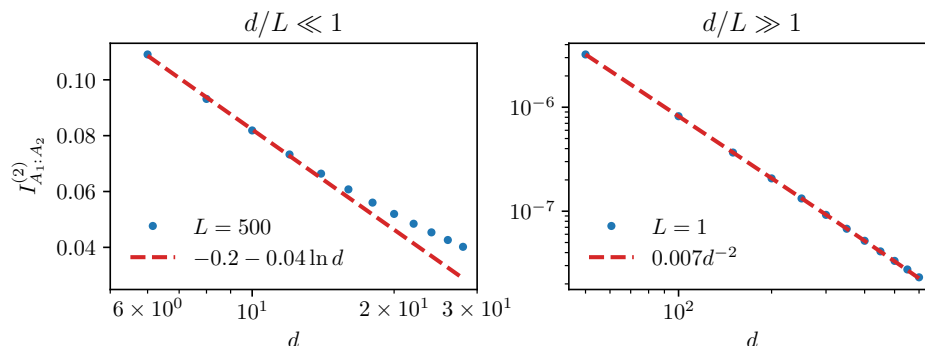 d/L ≪ 1
I^{(2)}_{A_1:A_2}
0.10
0.08
0.06
0.04
L = 500
−0.2 − 0.04 ln d
6 × 10^0
10^1
2 × 10^1
3 × 10^1
d
d/L ≫ 1
10^{−6}
10^{−7}
L = 1
0.007d^{−2}
10^2
d